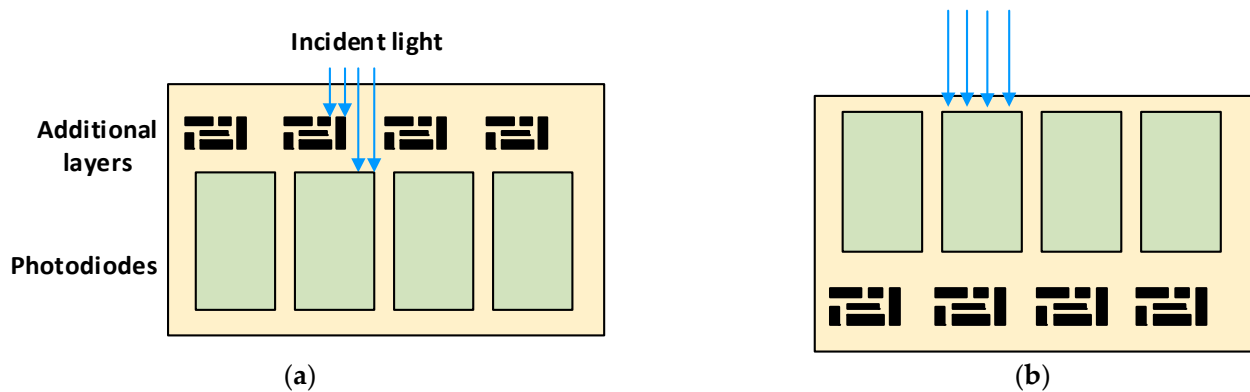 Incident light
Additional
layers
Photodiodes
(a)
(b)